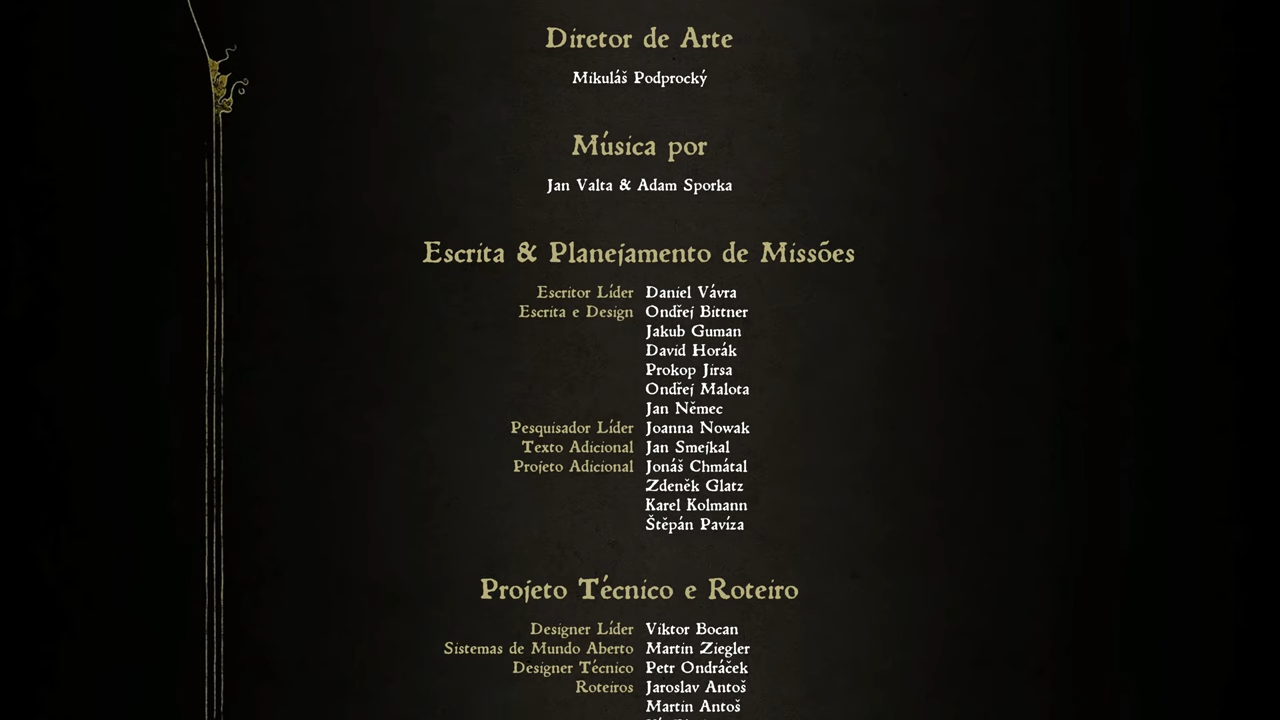 Diretor de Arte
Mikuláš Podprocký
Música por
Jan Valta & Adam Sporka
Escrita & Planejamento de Missões
Escritor Líder Daniel Vávra
Escrita e Design Ondřej Bittner
Jakub Guman
David Horák
Prokop Jirsa
Ondřej Malota
Jan Němec
Pesquisador Líder Joanna Nowak
Texto Adicional Jan Smejkal
Projeto Adicional Jonáš Chmátal
Zdeněk Glatz
Karel Kolmann
Štěpán Pavíza
Projeto Técnico e Roteiro
Designer Líder Viktor Bocan
Sistemas de Mundo Aberto Martin Ziegler
Designer Técnico Petr Ondráček
Roteiros Jaroslav Antoš
Martin Antoš